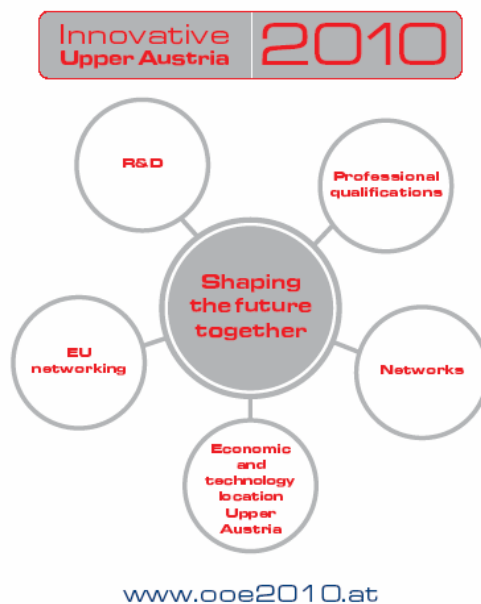 Innovative
Upper Austria
2010
R&D
Professional
qualifications
Shaping
the future
together
EU
networking
Networks
Economic
and
technology
location
Upper
Austria
www.ooe2010.at